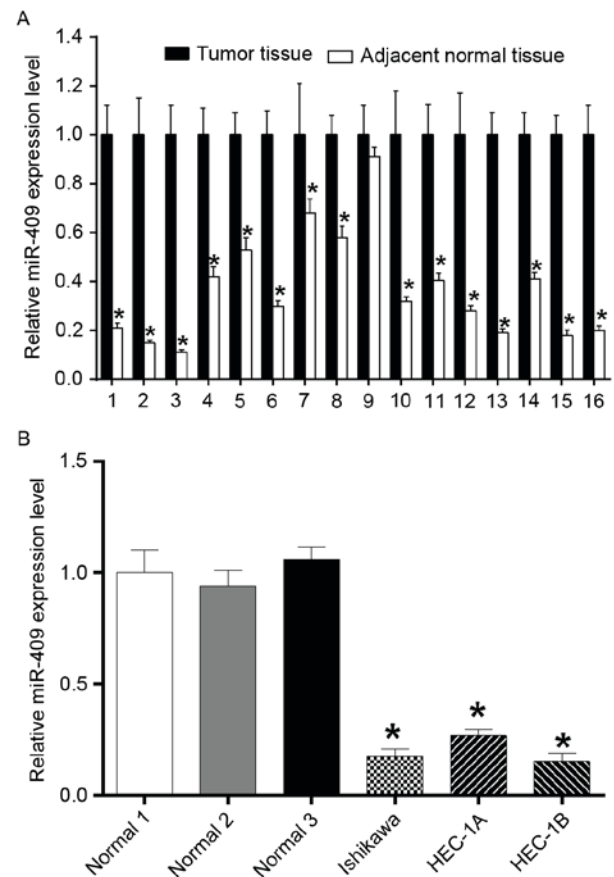 A
1.4
Tumor tissue Adjacent normal tissue
1.2
1.0
0.8
0.6
0.4
0.2
0.0
Relative miR-409 expression level
* * * * * * * * * * * * * * *
1 2 3 4 5 6 7 8 9 10 11 12 13 14 15 16
B
1.5
1.0
0.5
0.0
Relative miR-409 expression level
* * *
Normal 1
Normal 2
Normal 3
Ishikawa
HEC-1A
HEC-1B